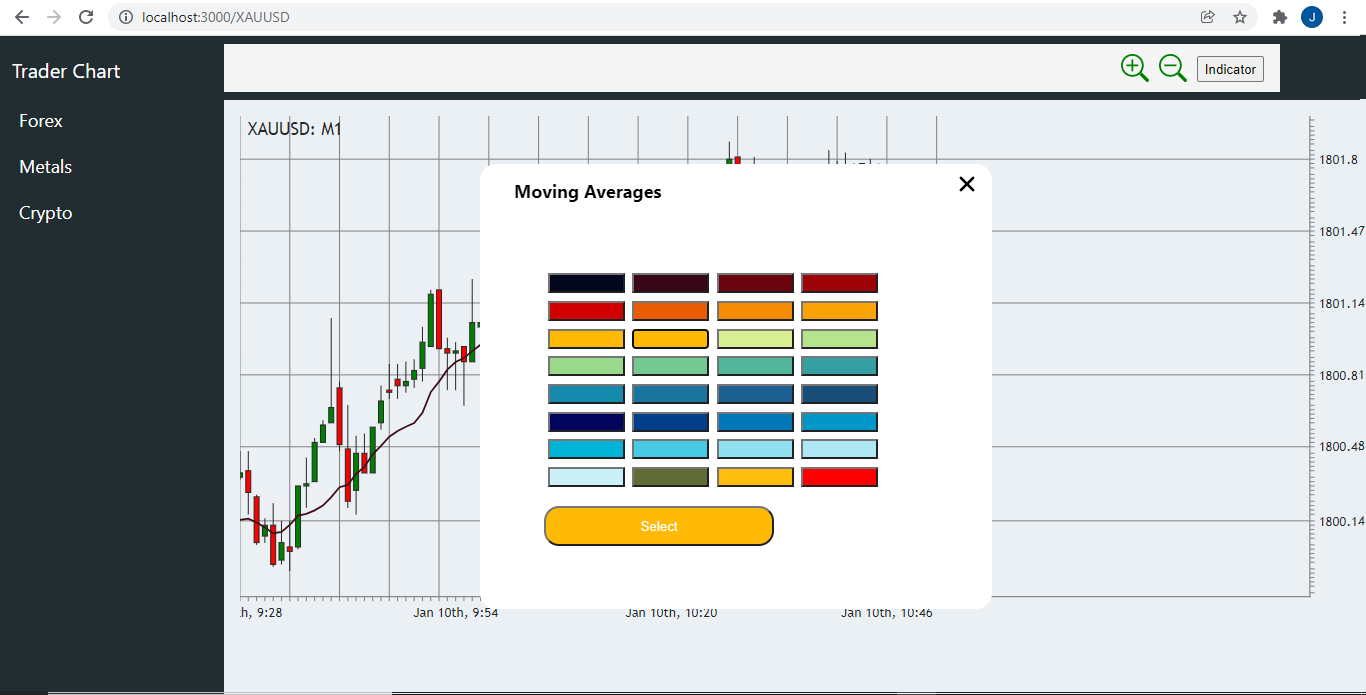 localhost:3000/XAUUSD
J
Trader Chart
Indicator
Forex
Metals
Crypto
XAUUSD: M1
Moving Averages
Select
1801.8
1801.47
1801.14
1800.81
1800.48
1800.14
h, 9:28
Jan 10th, 9:54
Jan 10th, 10:20
Jan 10th, 10:46